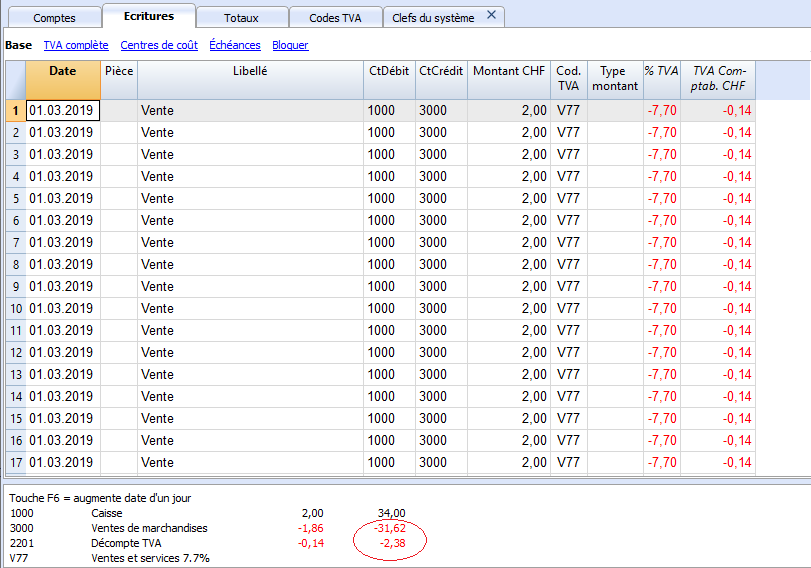 Comptes Ecritures Totaux Codes TVA Clefs du système
Base TVA complète Centres de coût Échéances Bloquer
Date Pièce Libellé CtDébit CtCrédit Montant CHF Cod. TVA Type montant % TVA TVA Com- ptab. CHF
1 01.03.2019 Vente 1000 3000 2,00 V77 -7,70 -0,14
2 01.03.2019 Vente 1000 3000 2,00 V77 -7,70 -0,14
3 01.03.2019 Vente 1000 3000 2,00 V77 -7,70 -0,14
4 01.03.2019 Vente 1000 3000 2,00 V77 -7,70 -0,14
5 01.03.2019 Vente 1000 3000 2,00 V77 -7,70 -0,14
6 01.03.2019 Vente 1000 3000 2,00 V77 -7,70 -0,14
7 01.03.2019 Vente 1000 3000 2,00 V77 -7,70 -0,14
8 01.03.2019 Vente 1000 3000 2,00 V77 -7,70 -0,14
9 01.03.2019 Vente 1000 3000 2,00 V77 -7,70 -0,14
10 01.03.2019 Vente 1000 3000 2,00 V77 -7,70 -0,14
11 01.03.2019 Vente 1000 3000 2,00 V77 -7,70 -0,14
12 01.03.2019 Vente 1000 3000 2,00 V77 -7,70 -0,14
13 01.03.2019 Vente 1000 3000 2,00 V77 -7,70 -0,14
14 01.03.2019 Vente 1000 3000 2,00 V77 -7,70 -0,14
15 01.03.2019 Vente 1000 3000 2,00 V77 -7,70 -0,14
16 01.03.2019 Vente 1000 3000 2,00 V77 -7,70 -0,14
17 01.03.2019 Vente 1000 3000 2,00 V77 -7,70 -0,14
Touche F6 = augmente date d'un jour
1000 Caisse 2,00 34,00
3000 Ventes de marchandises -1,86 -31,62
2201 Décompte TVA -0,14 -2,38
V77 Ventes et services 7.7%